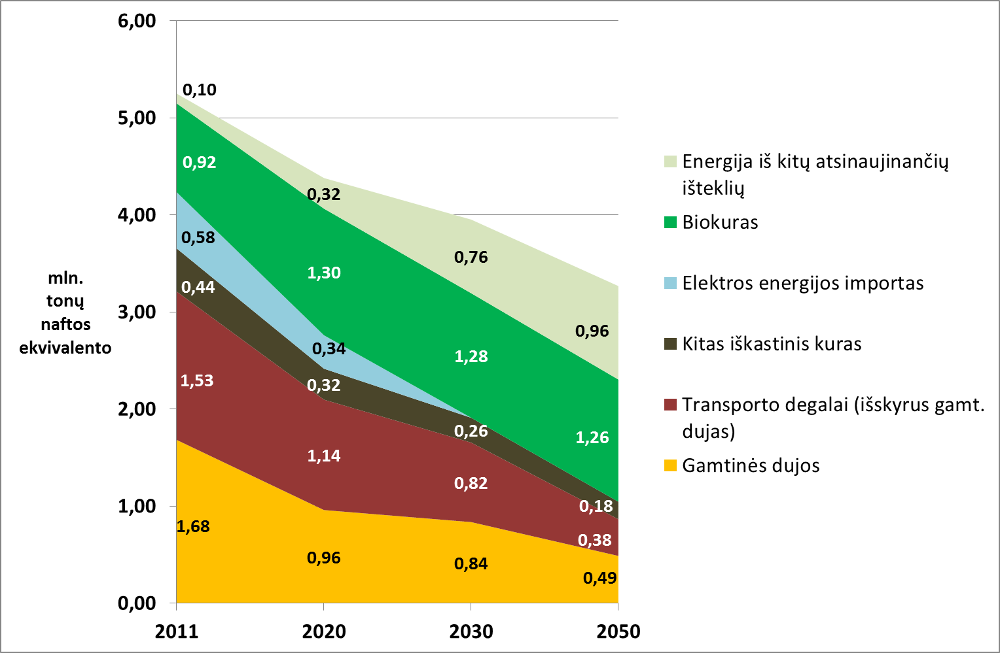 6,00
5,00
4,00
3,00
2,00
1,00
0,00
mln.
tonų
naftos
ekvivalento
2011
2020
2030
2050
0,10
0,92
0,58
0,44
1,53
1,68
0,32
1,30
0,34
0,32
1,14
0,96
0,76
1,28
0,26
0,82
0,84
0,96
1,26
0,18
0,38
0,49
Energija iš kitų atsinaujinančių
išteklių
Biokuras
Elektros energijos importas
Kitas iškastinis kuras
Transporto degalai (išskyrus gamt.
dujas)
Gamtinės dujos